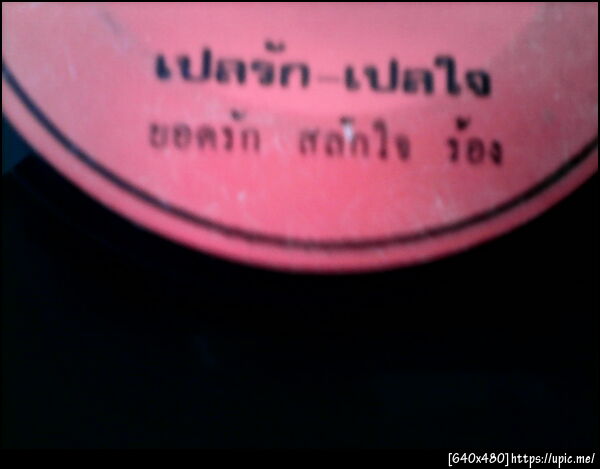 เปลรัก-เปลใจ
ยอดรัก สลักใจ ร้อง
[640x480]https://upic.me/